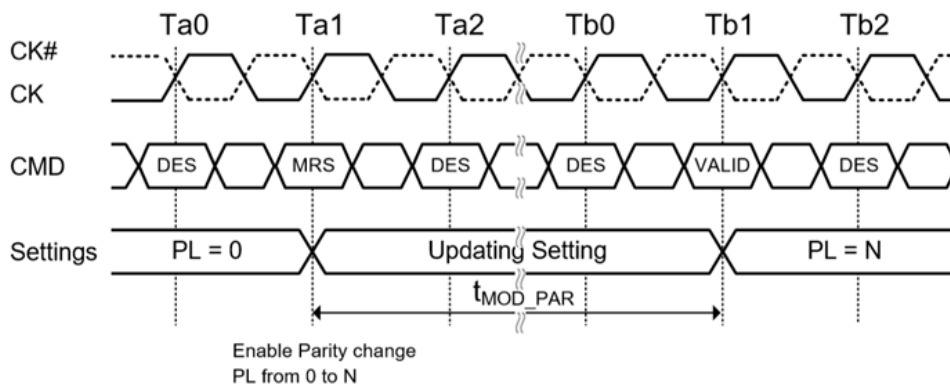 Ta0 Ta1 Ta2 Tb0 Tb1 Tb2
CK#
CK
CMD DES MRS DES DES VALID DES
Settings PL = 0 Updating Setting PL = N
tMOD_PAR
Enable Parity change
PL from 0 to N